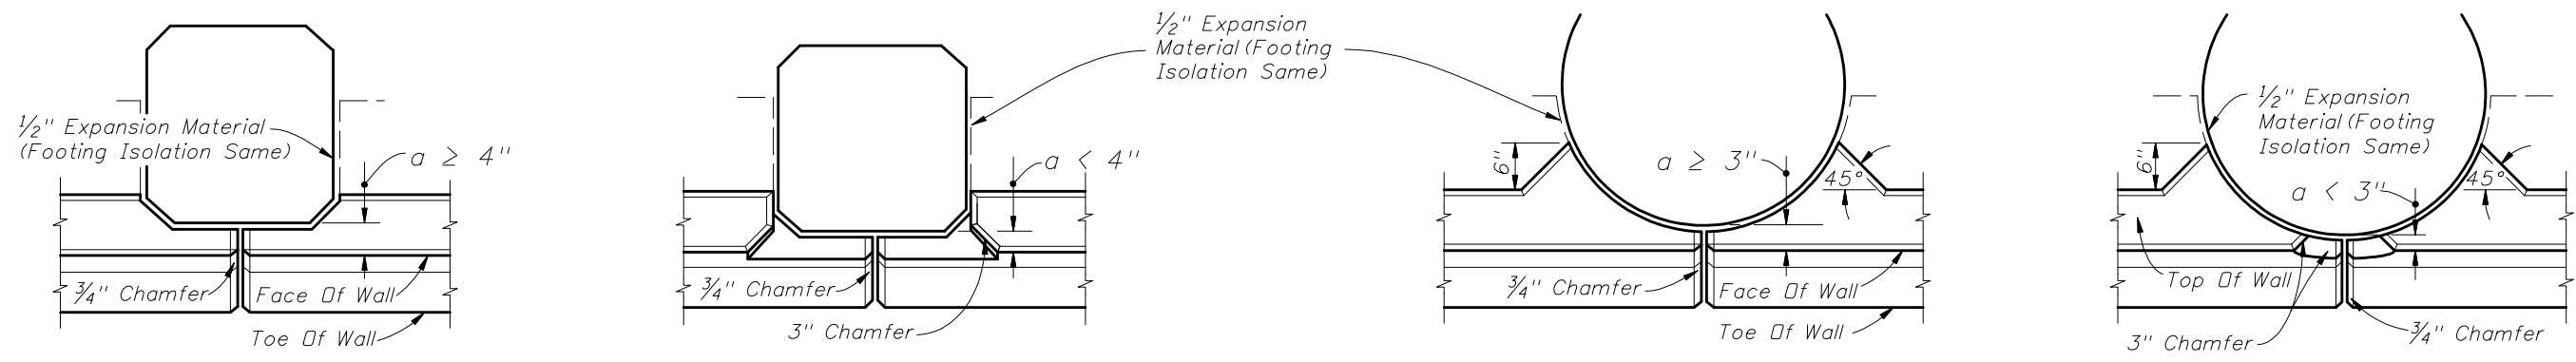 ½" Expansion Material
(Footing Isolation Same)
a ≥ 4"
¾" Chamfer
Face Of Wall
Toe Of Wall
½" Expansion
Material (Footing
Isolation Same)
a < 4"
¾" Chamfer
3" Chamfer
6"
a ≥ 3"
45°
¾" Chamfer
Face Of Wall
Toe Of Wall
½" Expansion
Material (Footing
Isolation Same)
6"
a < 3"
45°
Top Of Wall
3" Chamfer
¾" Chamfer